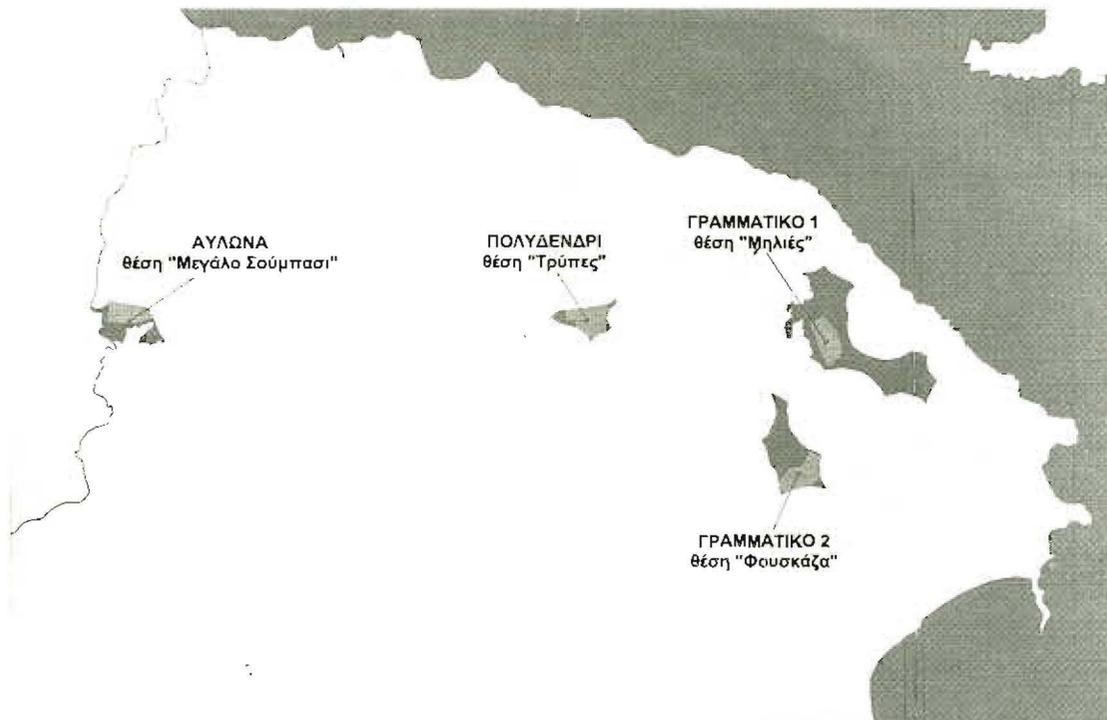 ΓΡΑΜΜΑΤΙΚΟ 1
θέση "Μηλιές"
ΑΥΛΩΝΑ
θέση "Μεγάλο Σούμπασι"
ΠΟΛΥΔΕΝΔΡΙ
θέση "Τρύπες"
ΓΡΑΜΜΑΤΙΚΟ 2
θέση "Φουσκάζα"